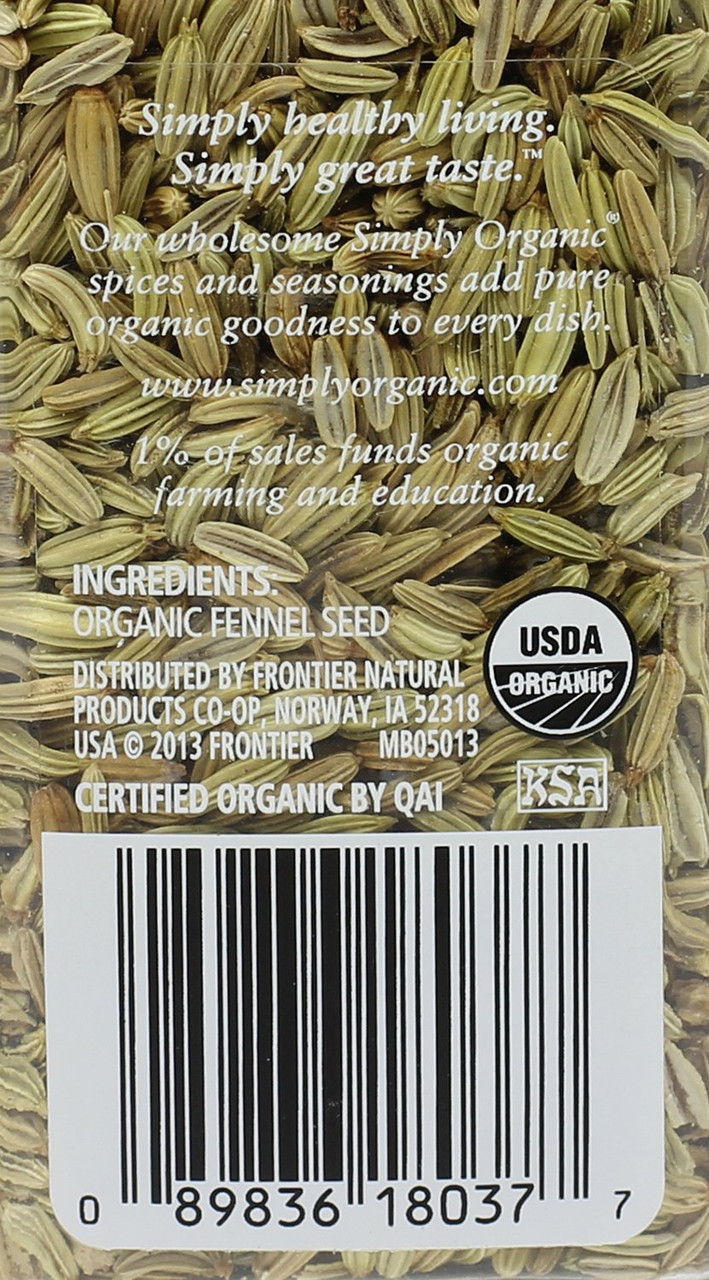 Simply healthy living.
Simply great taste.™
Our wholesome Simply Organic®
spices and seasonings add pure
organic goodness to every dish.
www.simplyorganic.com
1% of sales funds organic
farming and education.
INGREDIENTS:
ORGANIC FENNEL SEED
DISTRIBUTED BY FRONTIER NATURAL
PRODUCTS CO-OP, NORWAY, IA 52318
USA © 2013 FRONTIER MB05013
CERTIFIED ORGANIC BY QAI
USDA
ORGANIC
KSA
0 89836 18037 7